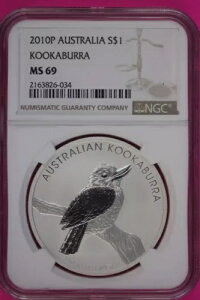 2010P AUSTRALIA S$1
KOOKABURRA
MS 69
2163826-034
NUMISMATIC GUARANTY COMPANY
NGC
AUSTRALIAN KOOKABURRA